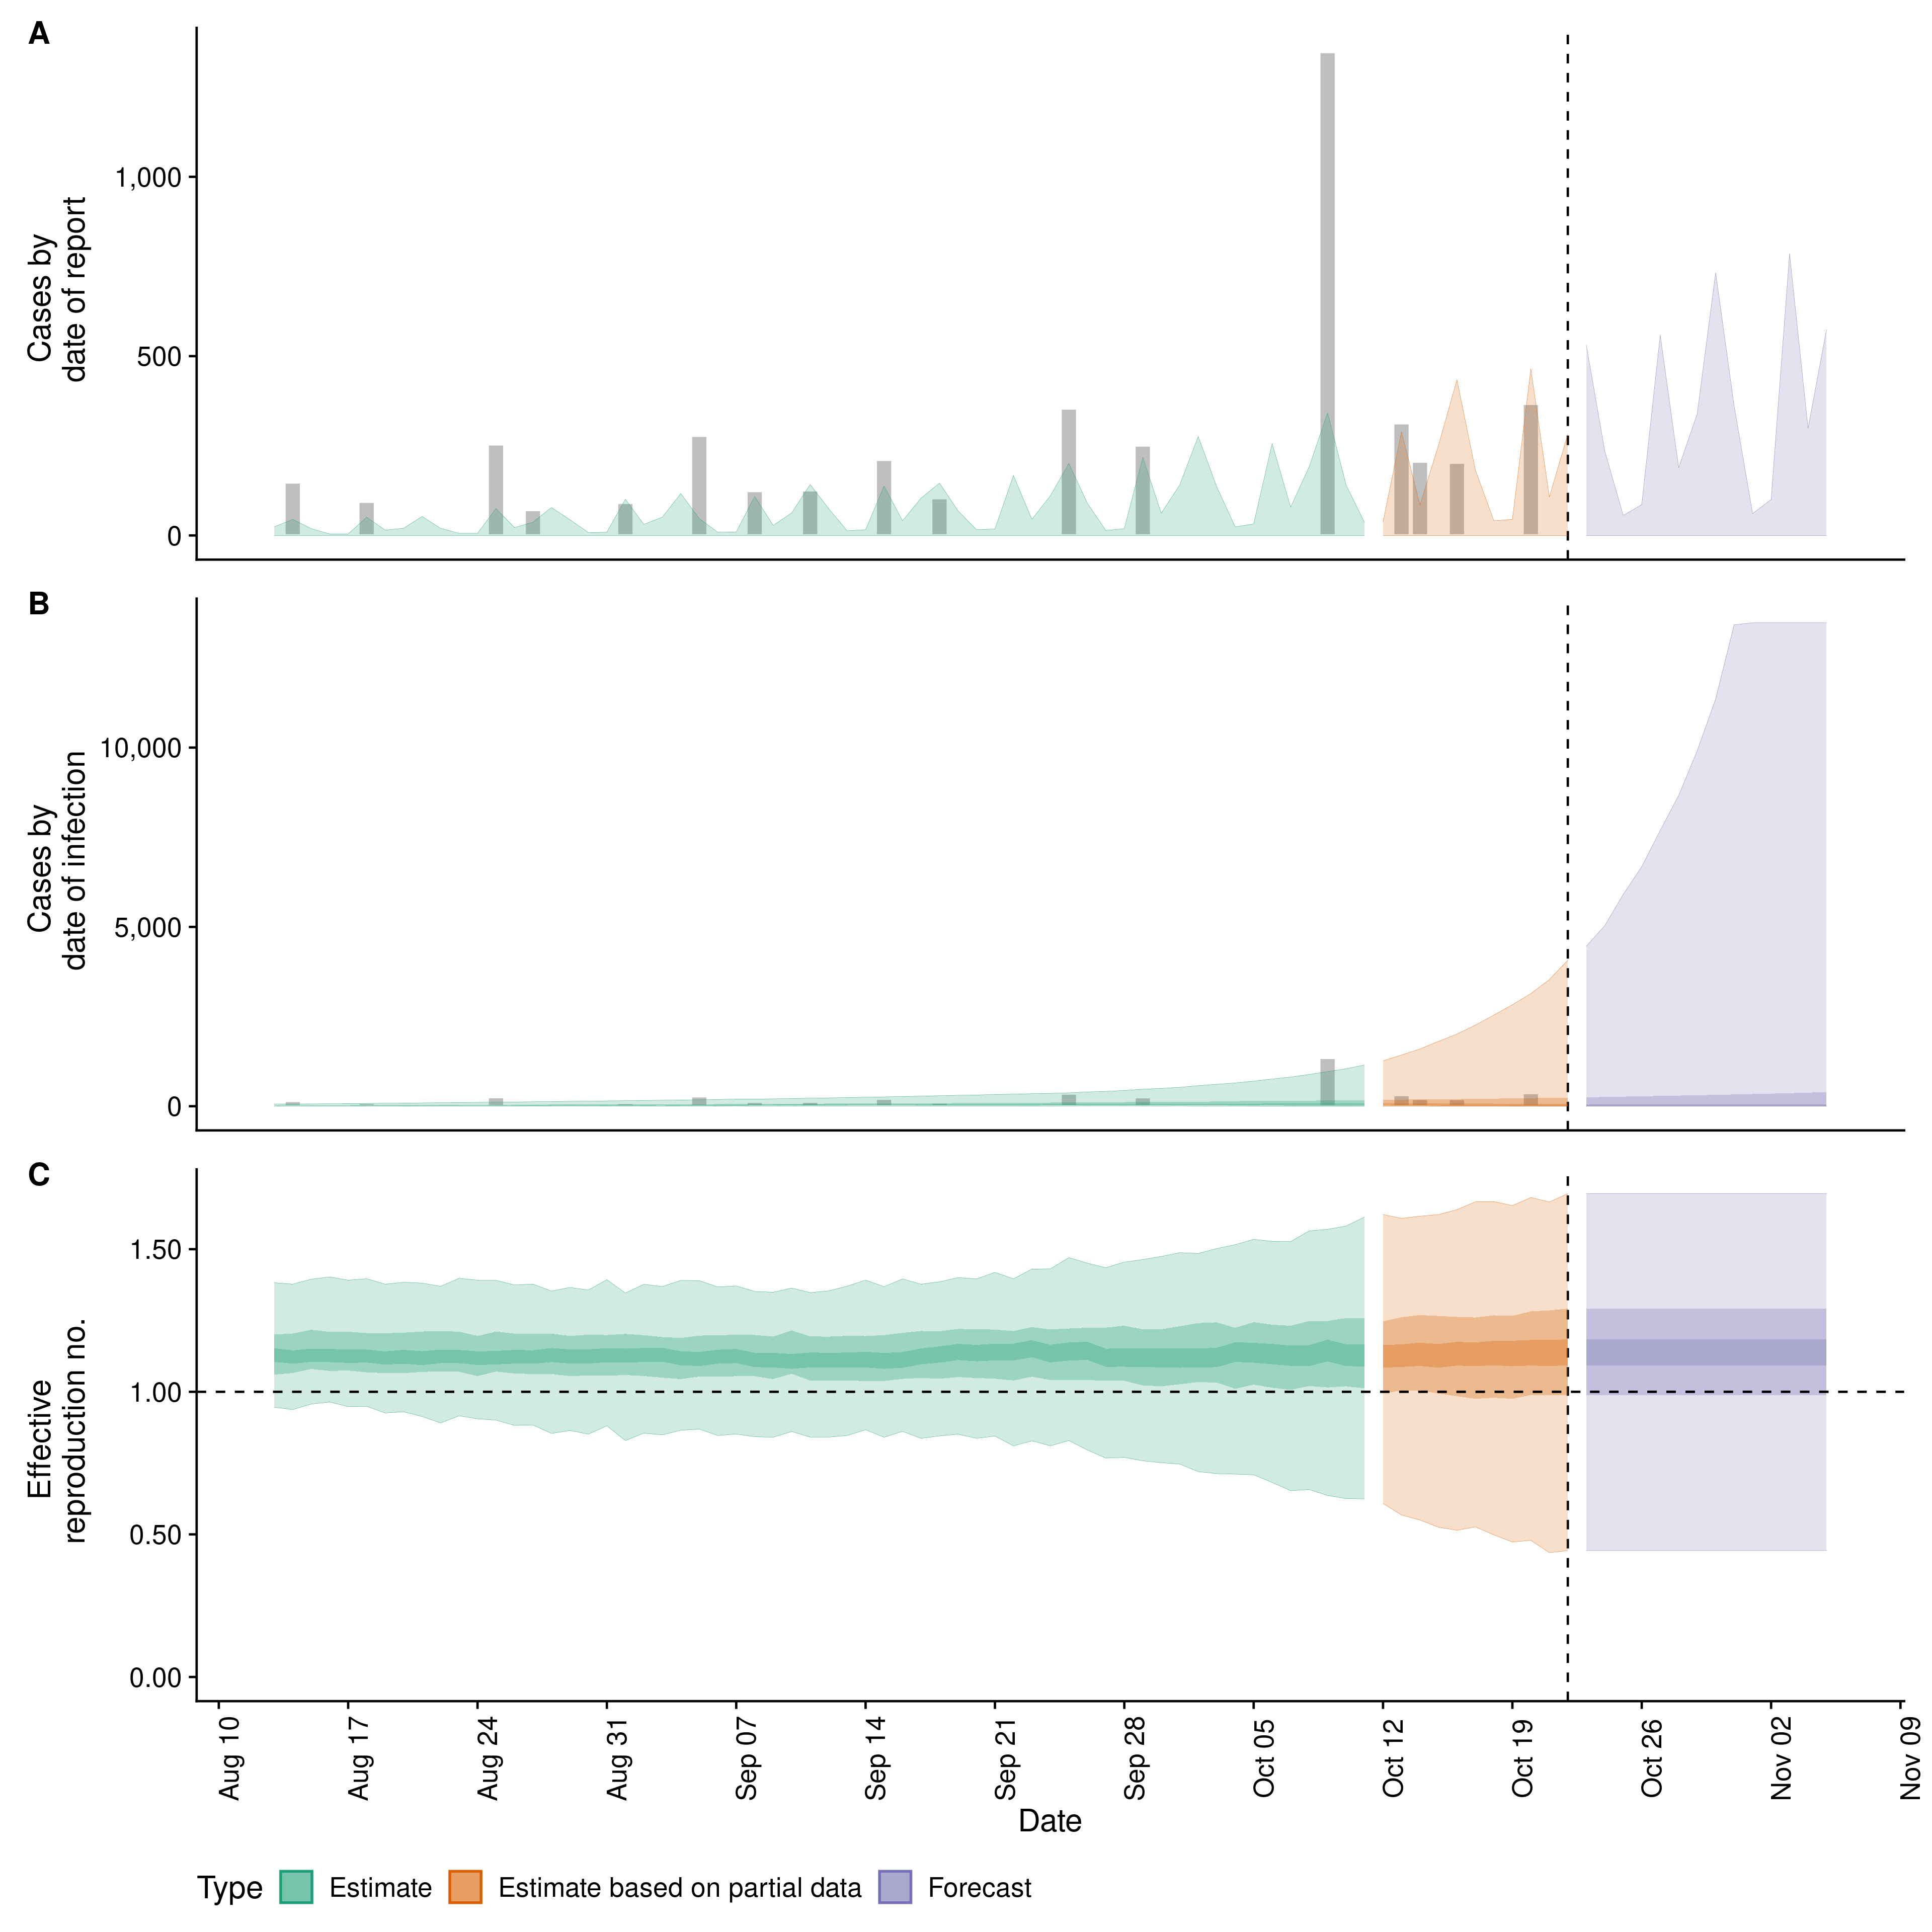 A
Cases by
date of report
1,000
500
0
B
Cases by
date of infection
10,000
5,000
0
C
Effective
reproduction no.
1.50
1.00
0.50
0.00
Aug 10
Aug 17
Aug 24
Aug 31
Sep 07
Sep 14
Sep 21
Sep 28
Oct 05
Oct 12
Oct 19
Oct 26
Nov 02
Nov 09
Date
Type Estimate Estimate based on partial data Forecast